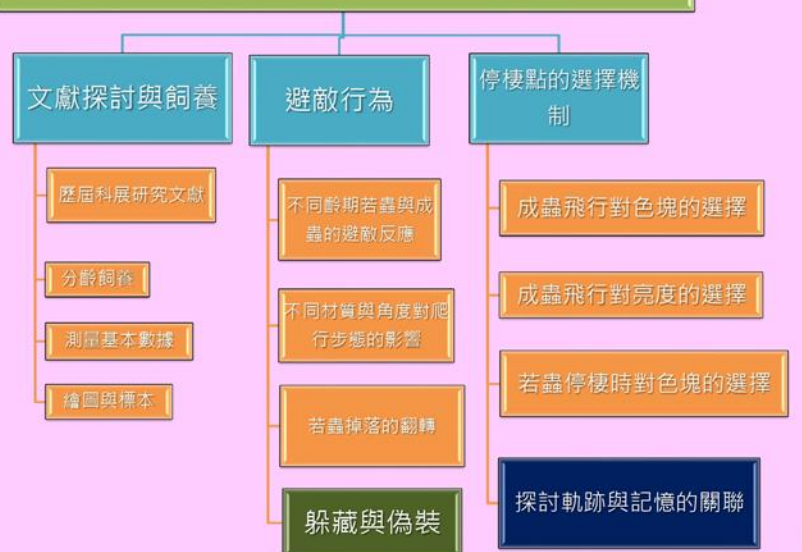 文獻探討與飼養
歷屆科展研究文獻
分齡飼養
測量基本數據
繪圖與標本
避敵行為
不同齡期若蟲與成
蟲的避敵反應
不同材質與角度對爬
行步態的影響
若蟲掉落的翻轉
躲藏與偽裝
停棲點的選擇機
制
成蟲飛行對色塊的選擇
成蟲飛行對亮度的選擇
若蟲停棲時對色塊的選擇
探討軌跡與記憶的關聯